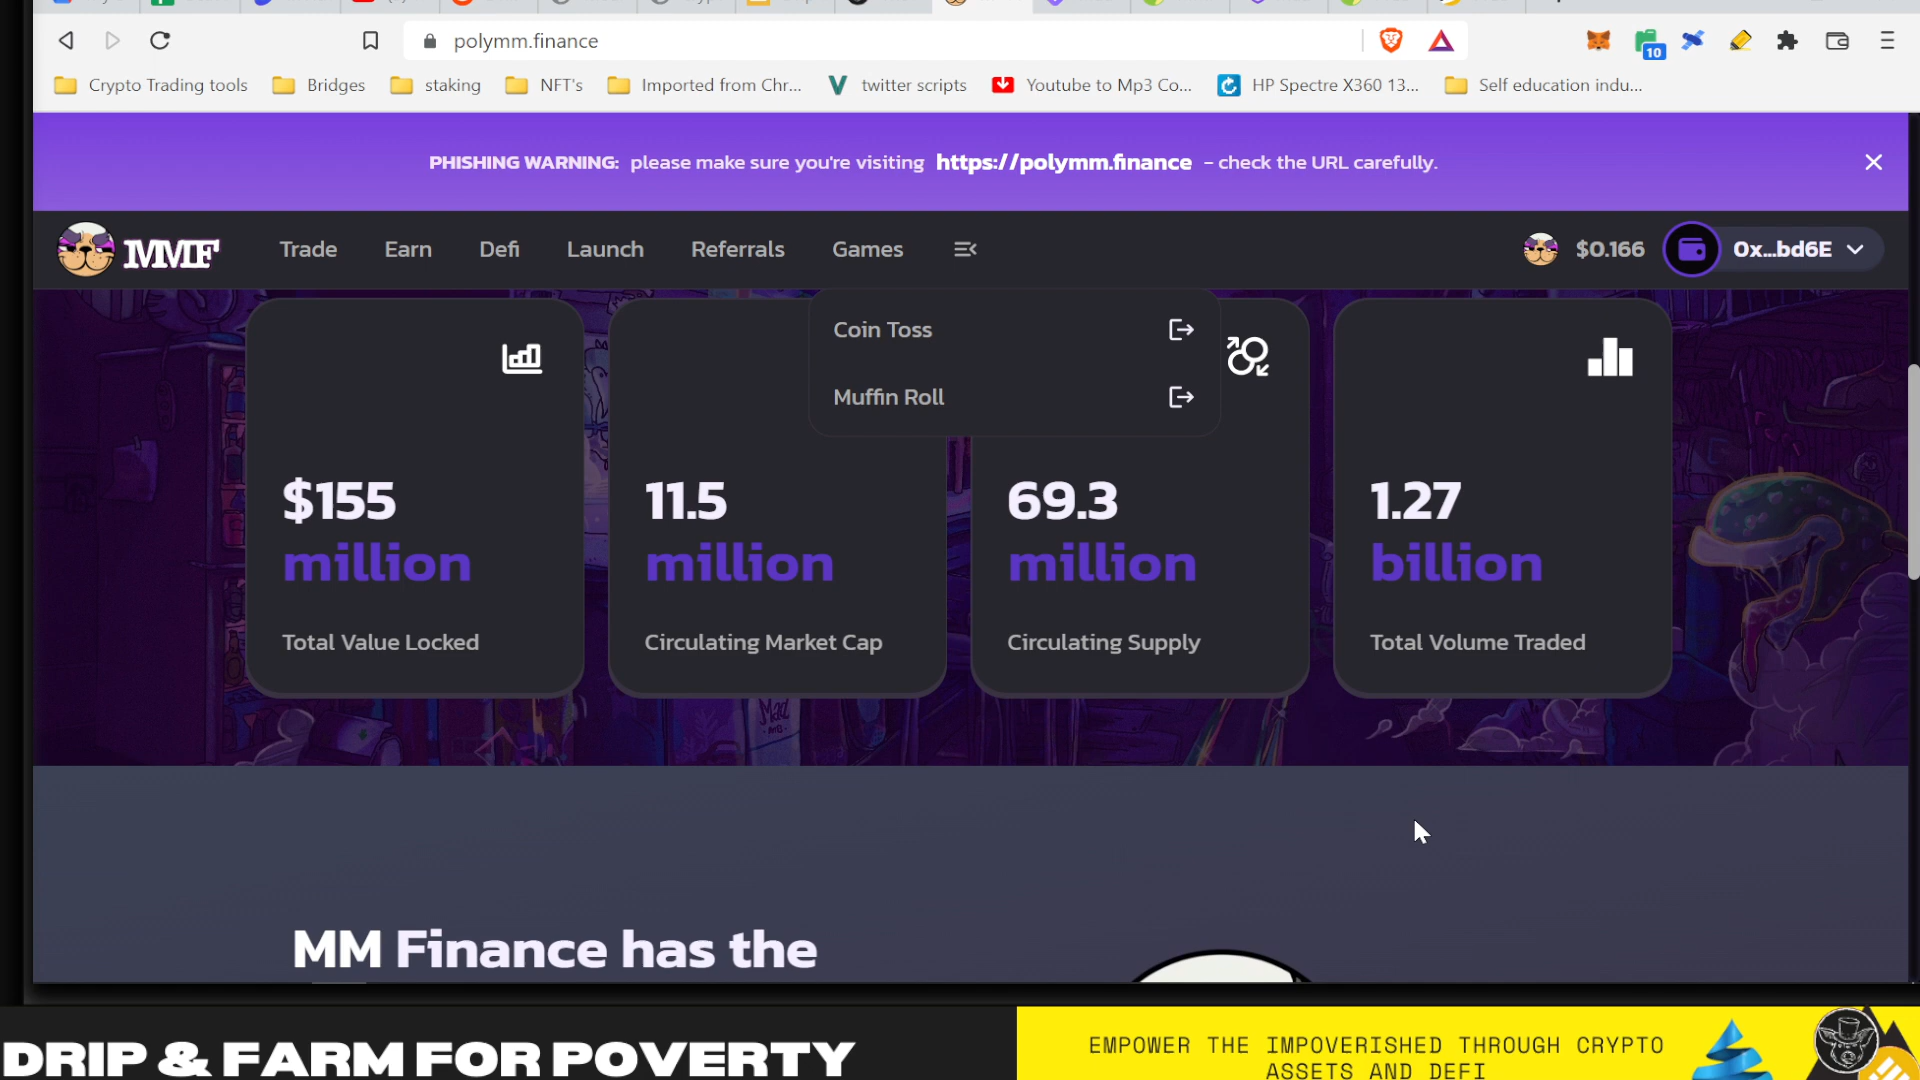 polymm.finance
10
Crypto Trading tools
Bridges
staking
NFT's
Imported from Chr...
twitter scripts
Youtube to Mp3 Co...
HP Spectre X360 13...
Self education indu...
PHISHING WARNING: please make sure you're visiting https://polymm.finance - check the URL carefully.
MMF
Trade
Earn
Defi
Launch
Referrals
Games
$0.166
0x...bd6E
Coin Toss
Muffin Roll
$155
million
Total Value Locked
11.5
million
Circulating Market Cap
69.3
million
Circulating Supply
1.27
billion
Total Volume Traded
Mad
MM Finance has the
DRIP & FARM FOR POVERTY
EMPOWER THE IMPOVERISHED THROUGH CRYPTO
ASSETS AND DEFI